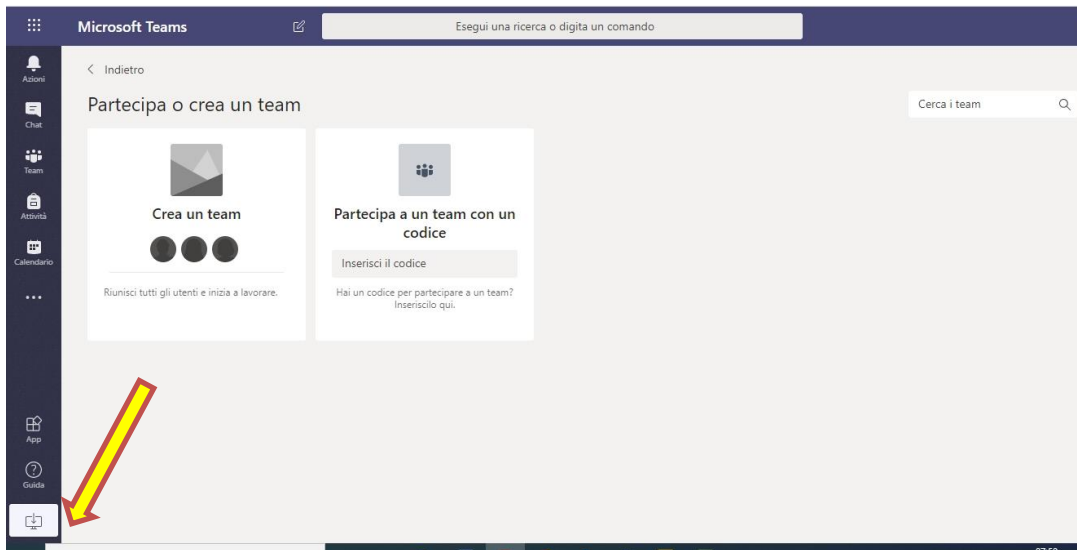 Microsoft Teams
Esegui una ricerca o digita un comando
Azioni
Chat
Team
Attività
Calendario
App
Guida
< Indietro
Partecipa o crea un team
Cerca i team
Crea un team
Riunisci tutti gli utenti e inizia a lavorare.
Partecipa a un team con un
codice
Inserisci il codice
Hai un codice per partecipare a un team?
Inseriscilo qui.